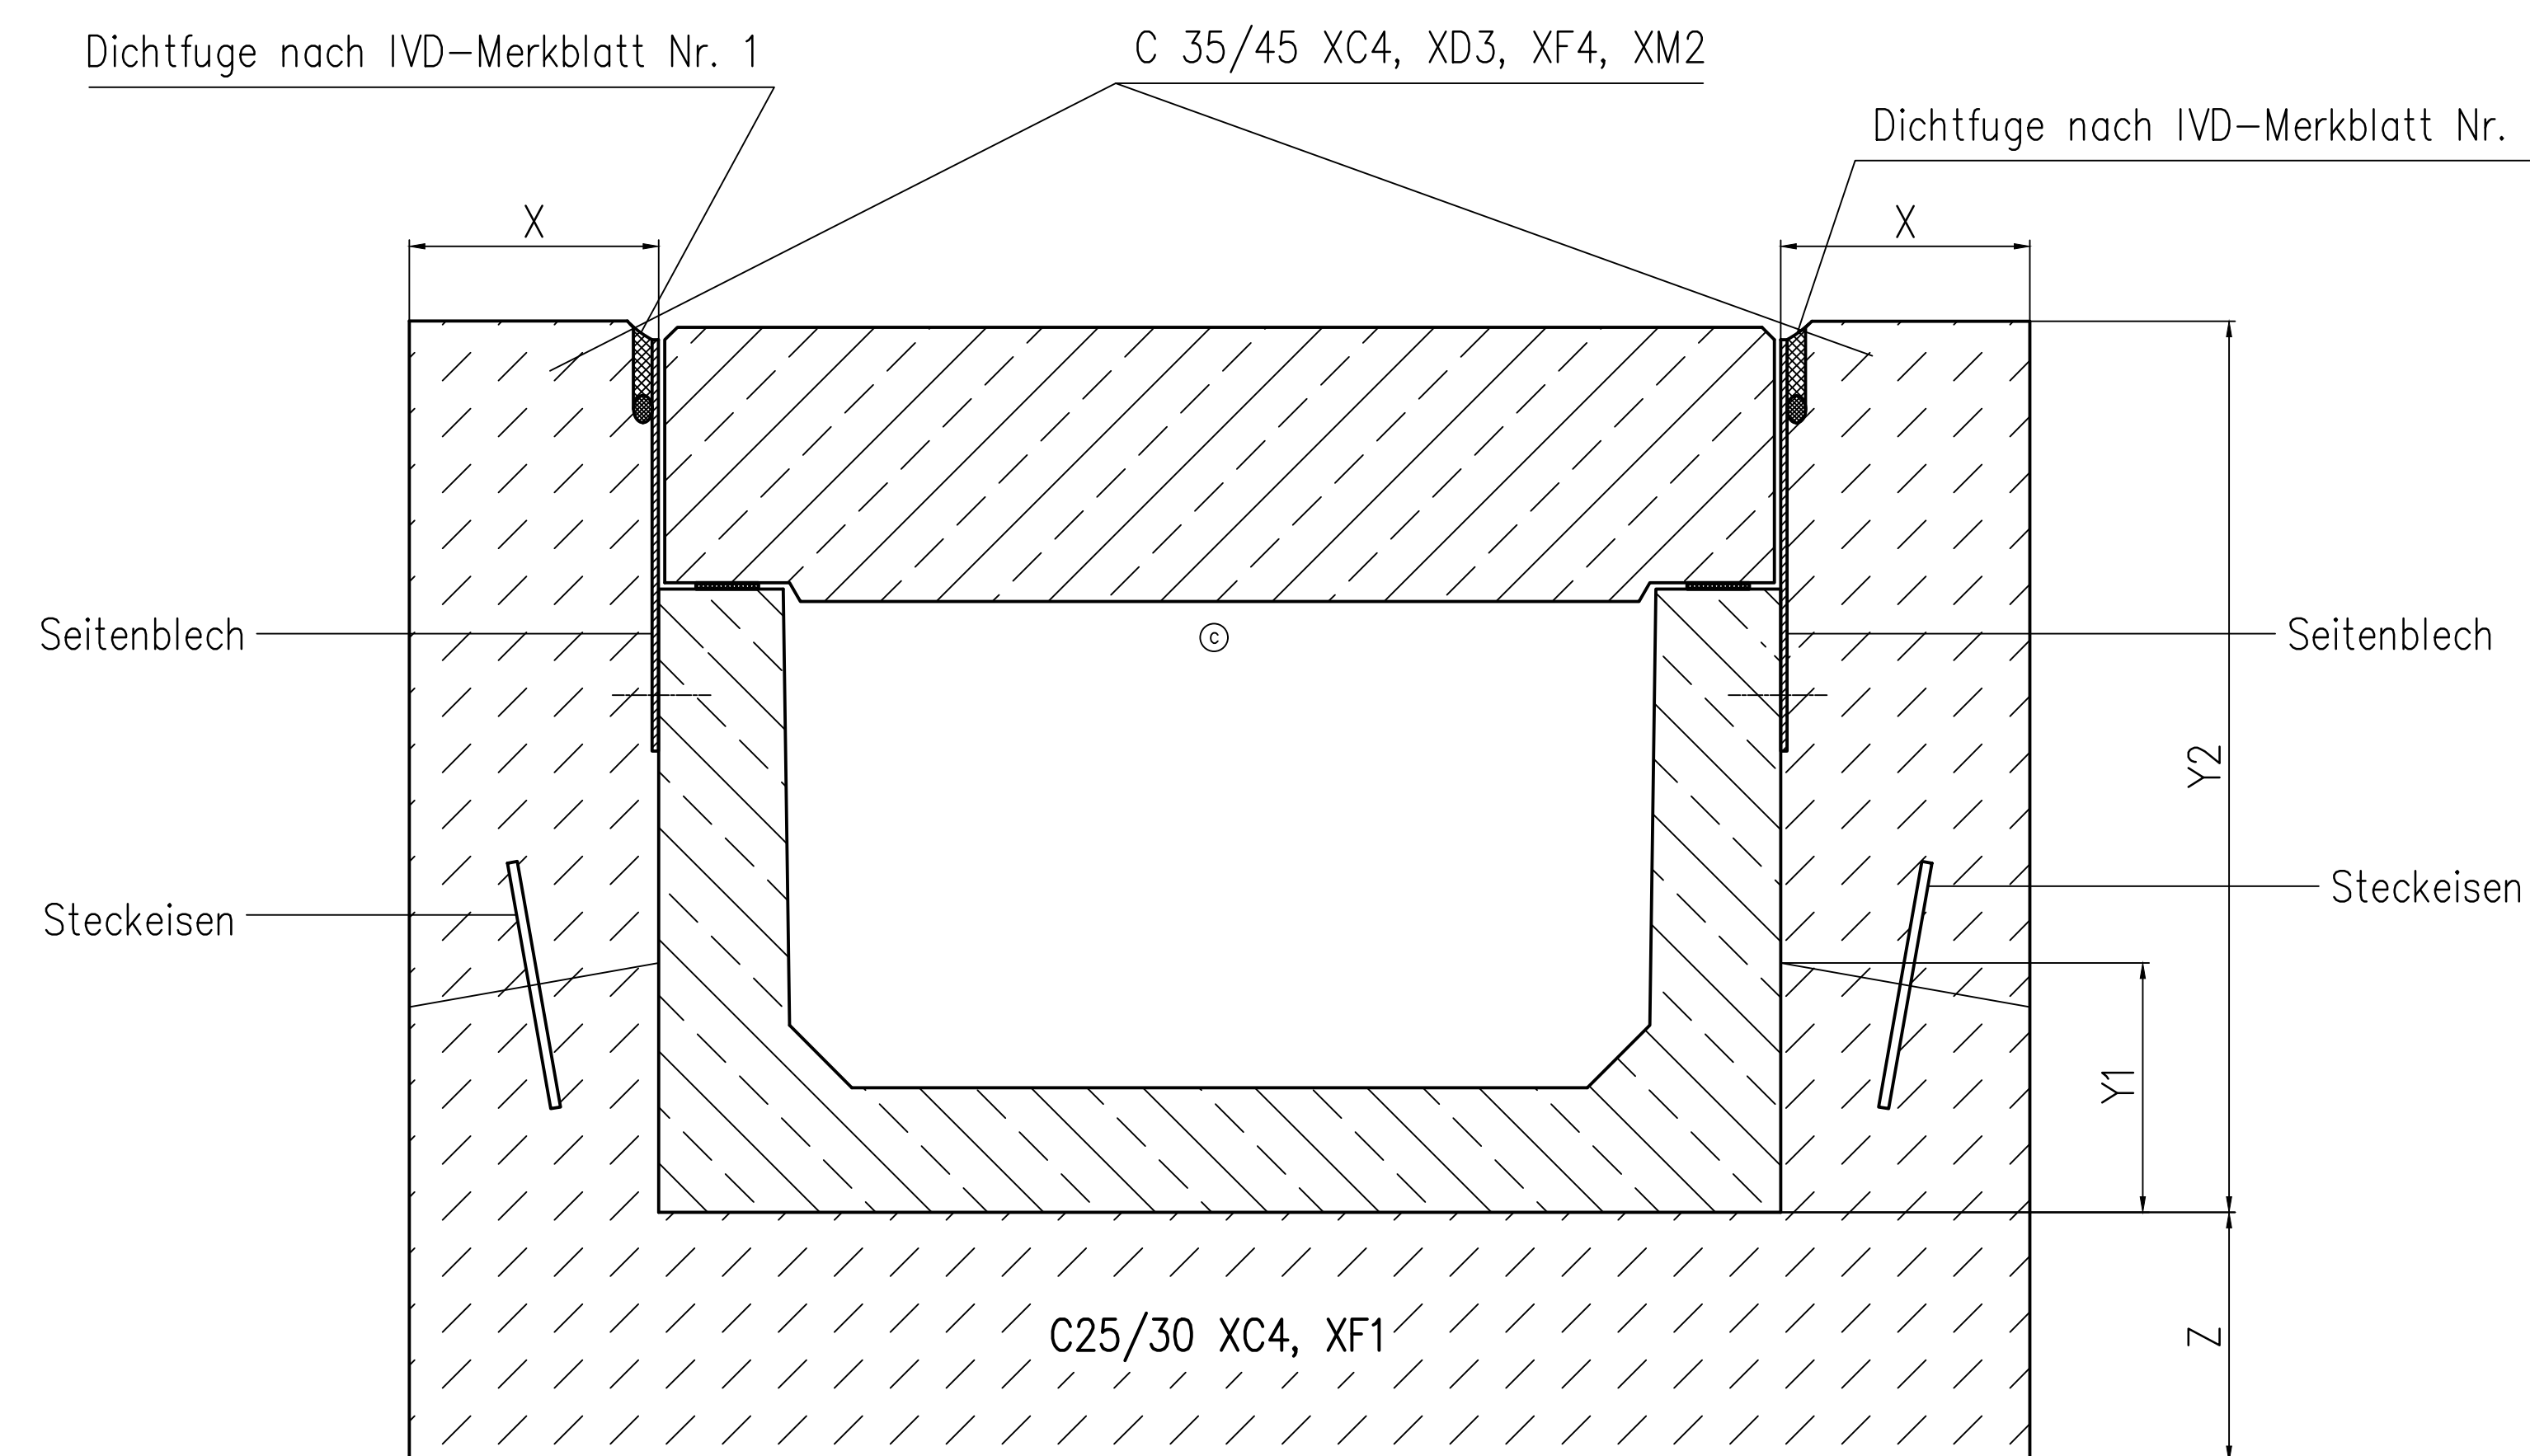 Dichtfuge nach IVD-Merkblatt Nr. 1
C 35/45 XC4, XD3, XF4, XM2
Dichtfuge nach IVD-Merkblatt Nr.
X
X
Seitenblech
©
Seitenblech
Y2
Steckeisen
Steckeisen
Y1
C25/30 XC4, XF1
Z